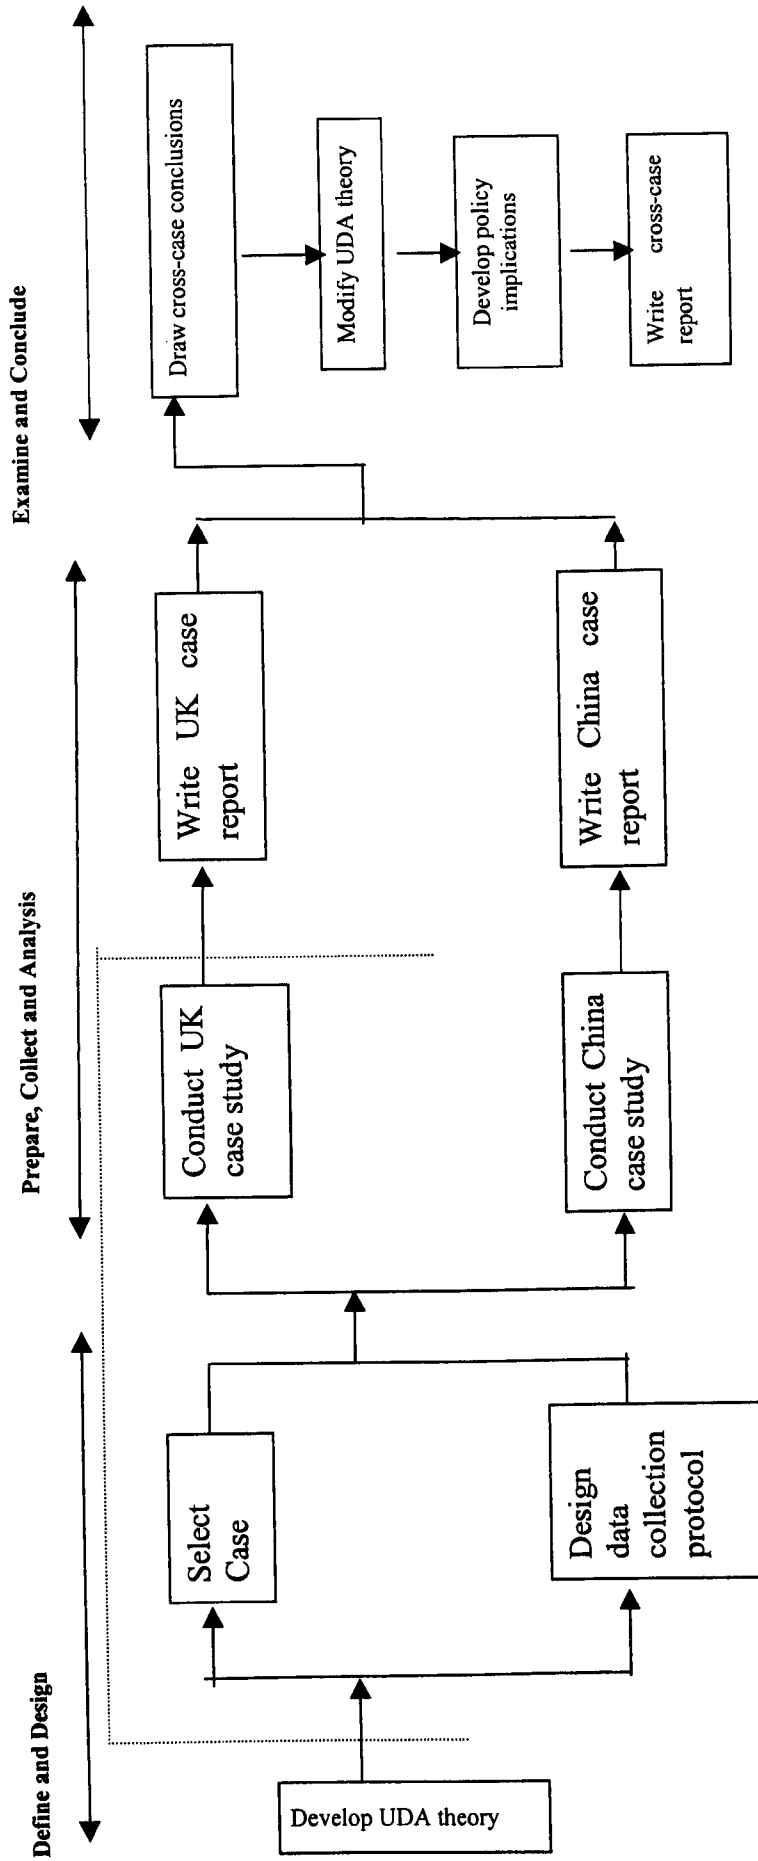 Define and Design
Prepare, Collect and Analysis
Examine and Conclude
Develop UDA theory
Select
Case
Design
data
collection
protocol
Conduct UK
case study
Conduct China
case study
Write UK case
report
Write China case
report
Draw cross-case conclusions
Modify UDA theory
Develop policy
implications
Write cross-case
report